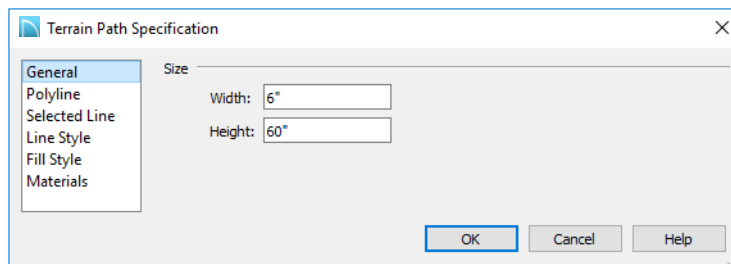 Terrain Path Specification
General
Polyline
Selected Line
Line Style
Fill Style
Materials
Size
Width: 6"
Height: 60"
OK Cancel Help